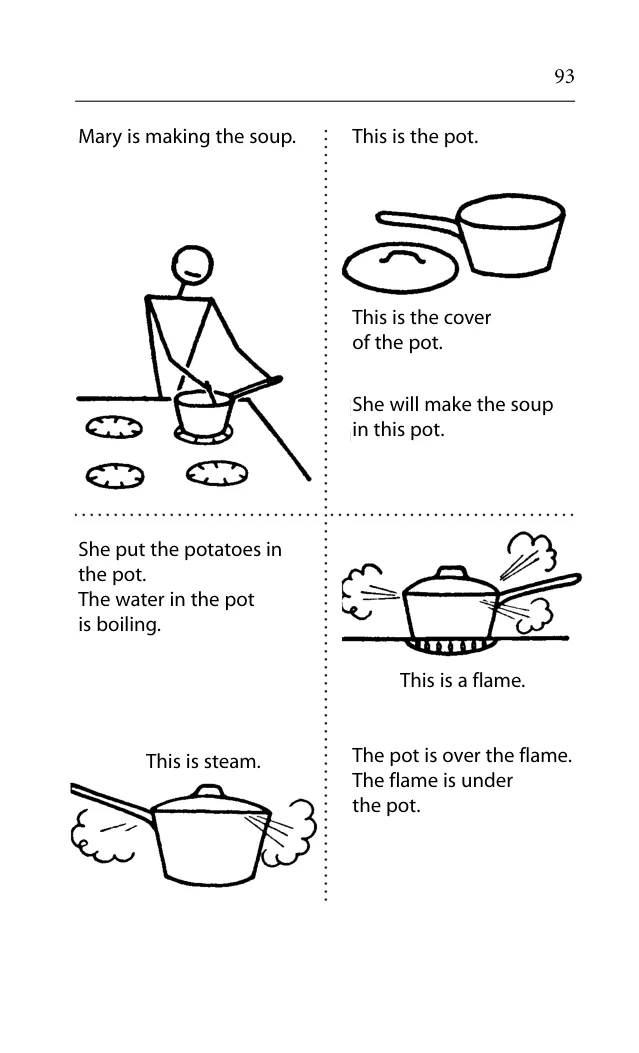 93
Mary is making the soup.
This is the pot.
This is the cover
of the pot.
She will make the soup
in this pot.
She put the potatoes in
the pot.
The water in the pot
is boiling.
This is steam.
This is a flame.
The pot is over the flame.
The flame is under
the pot.